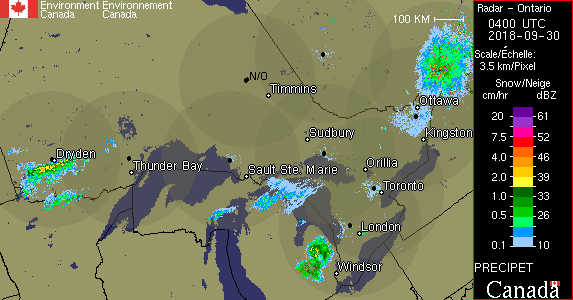 Environment Environnement
Canada Canada
Radar - Ontario
0400 UTC
2018-09-30
100 KM
Scale/Échelle:
3.5 km/Pixel
Snow/Neige
cm/hr dBZ
20 61
7.5 52
4.0 46
2.0 39
1.0 33
0.5 26
0.1 10
N/O
Timmins
Ottawa
Sudbury
Kingston
Dryden
Thunder Bay
Sault Ste. Marie
Orillia
Toronto
London
Windsor
PRECIPET
Canada